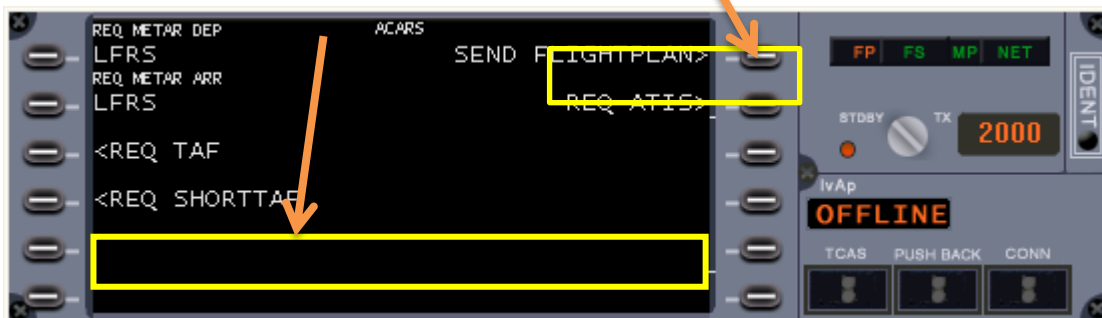 REQ METAR DEP ACARS
LFRS SEND FLIGHTPLAN>
REQ METAR ARR
LFRS REQ ATIS>
<REQ TAF
<REQ SHORTTAF
FP FS MP NET
IDENT
STDBY TX 2000
IvAp
OFFLINE
TCAS PUSH BACK CONN